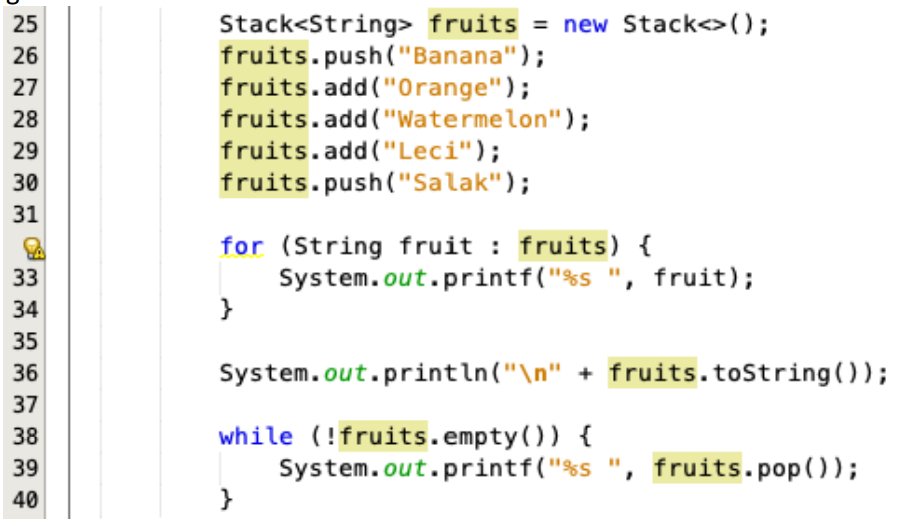 25 Stack<String> fruits = new Stack<>();
26 fruits.push("Banana");
27 fruits.add("Orange");
28 fruits.add("Watermelon");
29 fruits.add("Leci");
30 fruits.push("Salak");
31
for (String fruit : fruits) {
33 System.out.printf("%s ", fruit);
34 }
35
36 System.out.println("\n" + fruits.toString());
37
38 while (!fruits.empty()) {
39 System.out.printf("%s ", fruits.pop());
40 }